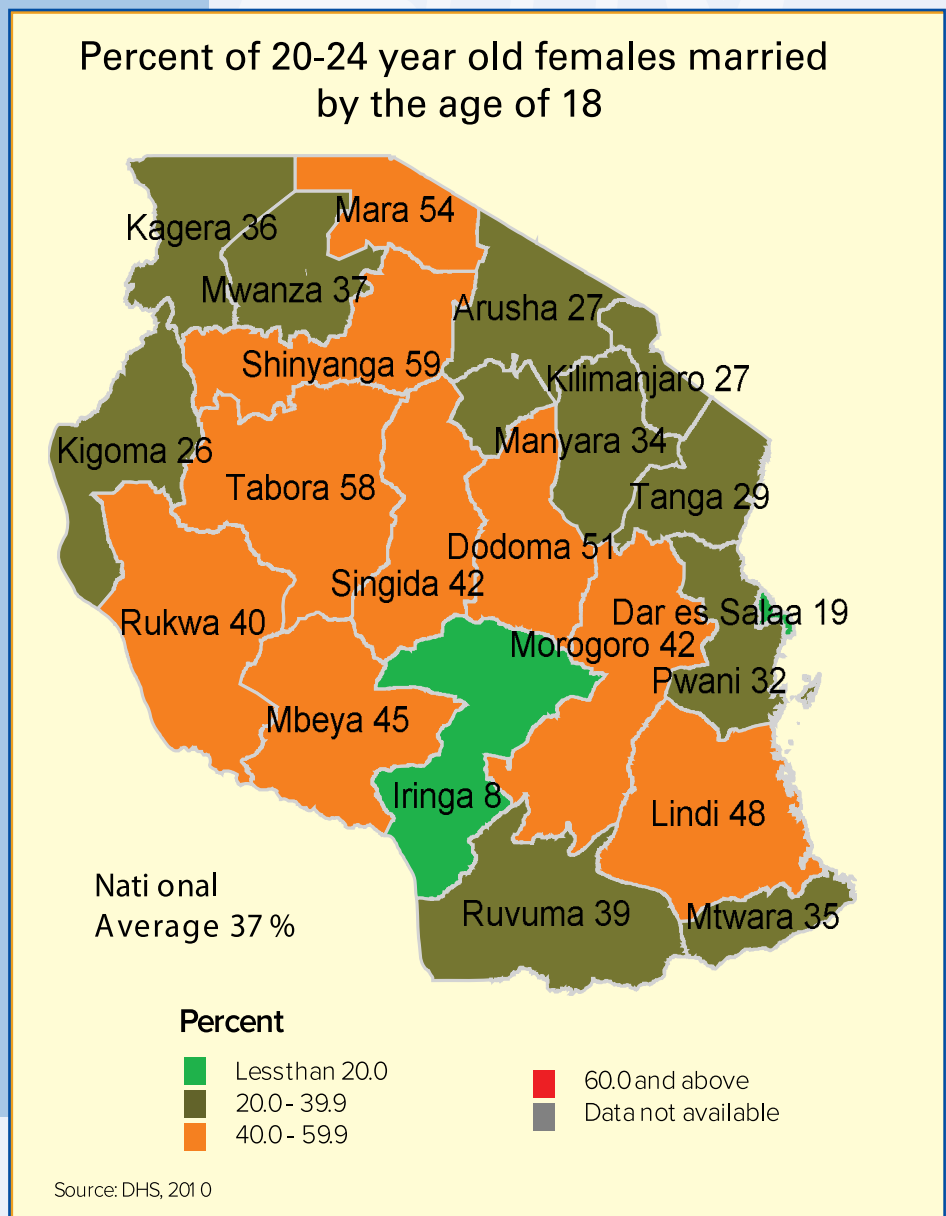 Percent of 20-24 year old females married
by the age of 18
Mara 54
Kagera 36
Mwanza 37
Arusha 27
Shinyanga 59
Kilimanjaro 27
Kigoma 26
Manyara 34
Tabora 58
Tanga 29
Dodoma 51
Singida 42
Rukwa 40
Dar es Salaa 19
Morogoro 42
Pwani 32
Mbeya 45
Iringa 8
Lindi 48
Nati onal
Average 37 %
Ruvuma 39
Mtwara 35
Percent
Lessthan 20.0
20.0 - 39.9
40.0 - 59.9
60.0 and above
Data not available
Source: DHS, 2010